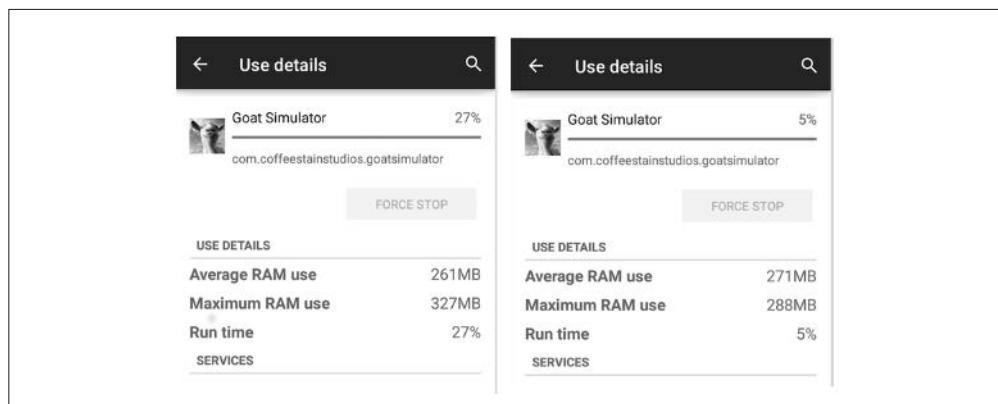 Use details
Goat Simulator 27%
com.coffeestainstudios.goatsimulator
FORCE STOP
USE DETAILS
Average RAM use 261MB
Maximum RAM use 327MB
Run time 27%
SERVICES
Use details
Goat Simulator 5%
com.coffeestainstudios.goatsimulator
FORCE STOP
USE DETAILS
Average RAM use 271MB
Maximum RAM use 288MB
Run time 5%
SERVICES